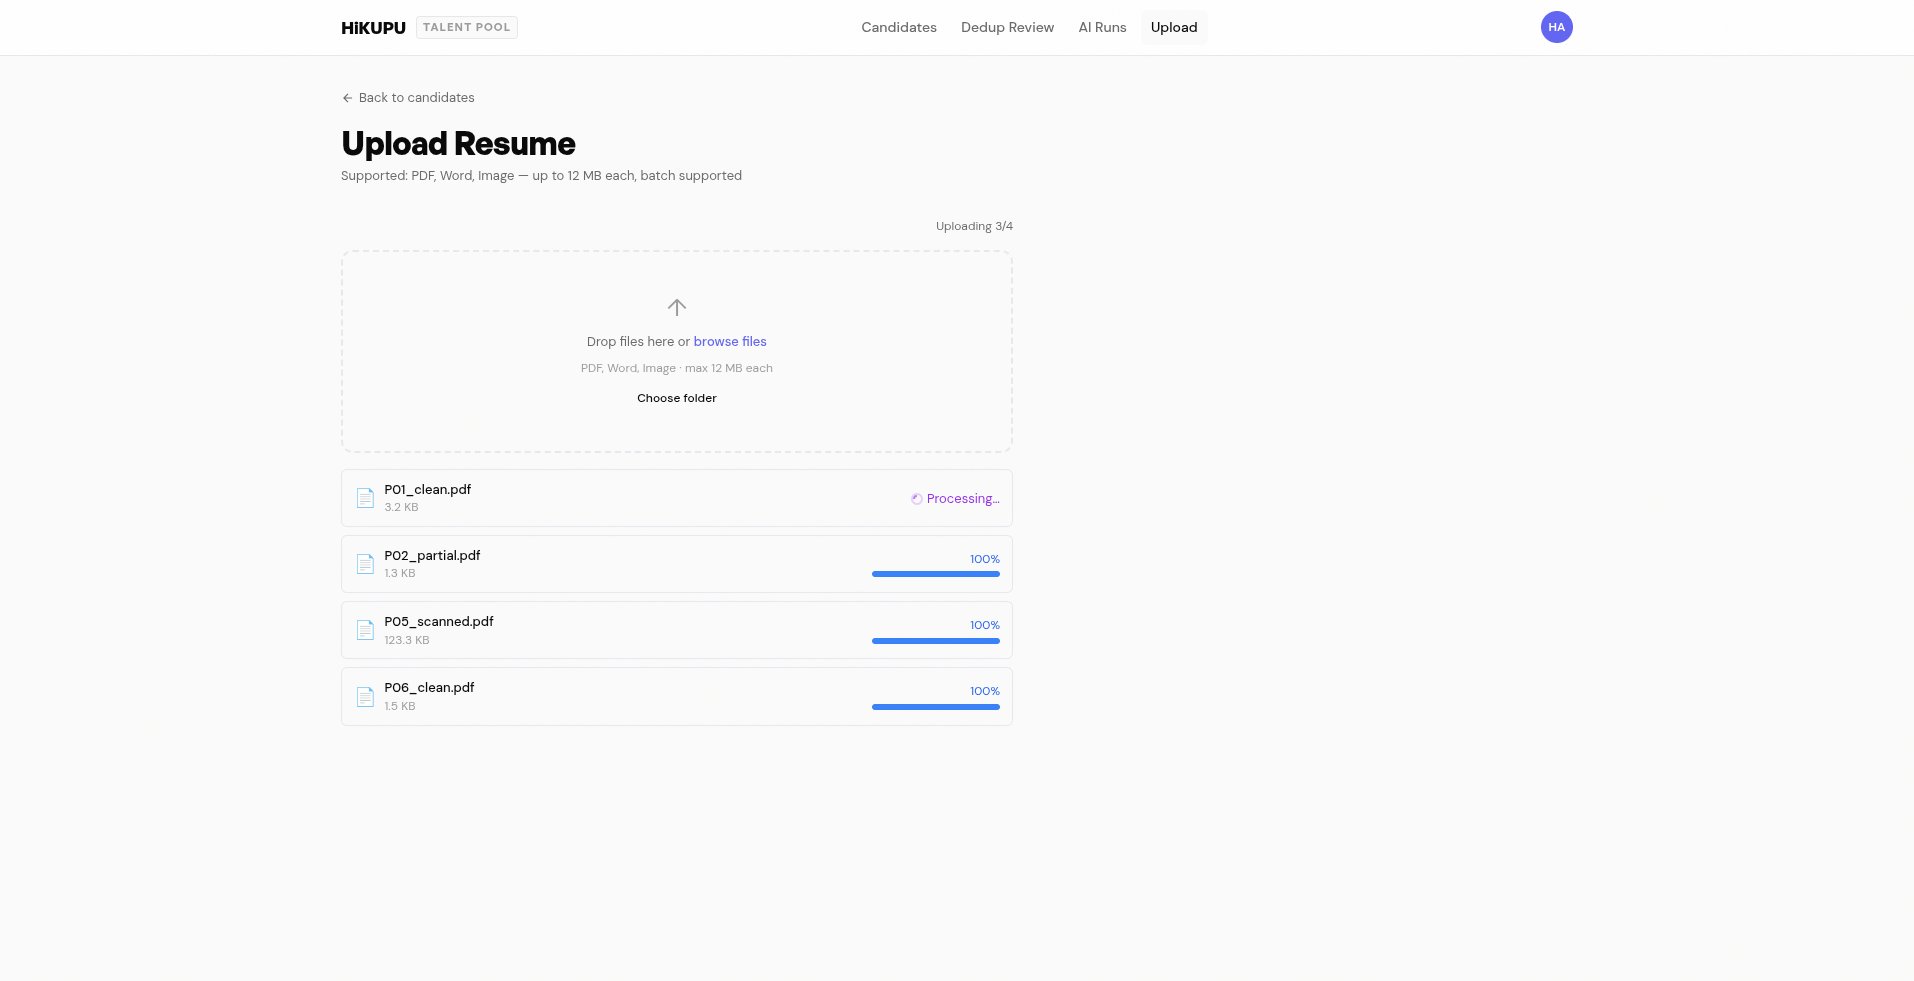 HiKUPU TALENT POOL Candidates Dedup Review AI Runs Upload HA
← Back to candidates
Upload Resume
Supported: PDF, Word, Image — up to 12 MB each, batch supported
Uploading 3/4
Drop files here or browse files
PDF, Word, Image · max 12 MB each
Choose folder
P01_clean.pdf
3.2 KB
Processing…
P02_partial.pdf
1.3 KB
100%
P05_scanned.pdf
123.3 KB
100%
P06_clean.pdf
1.5 KB
100%